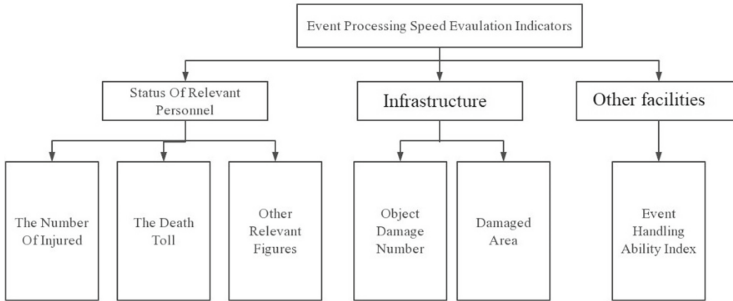 Event Processing Speed Evaulation Indicators
Status Of Relevant
Personnel
Infrastructure
Other facilities
The Number
Of Injured
The Death
Toll
Other
Relevant
Figures
Object
Damage
Number
Damaged
Area
Event
Handling
Ability Index